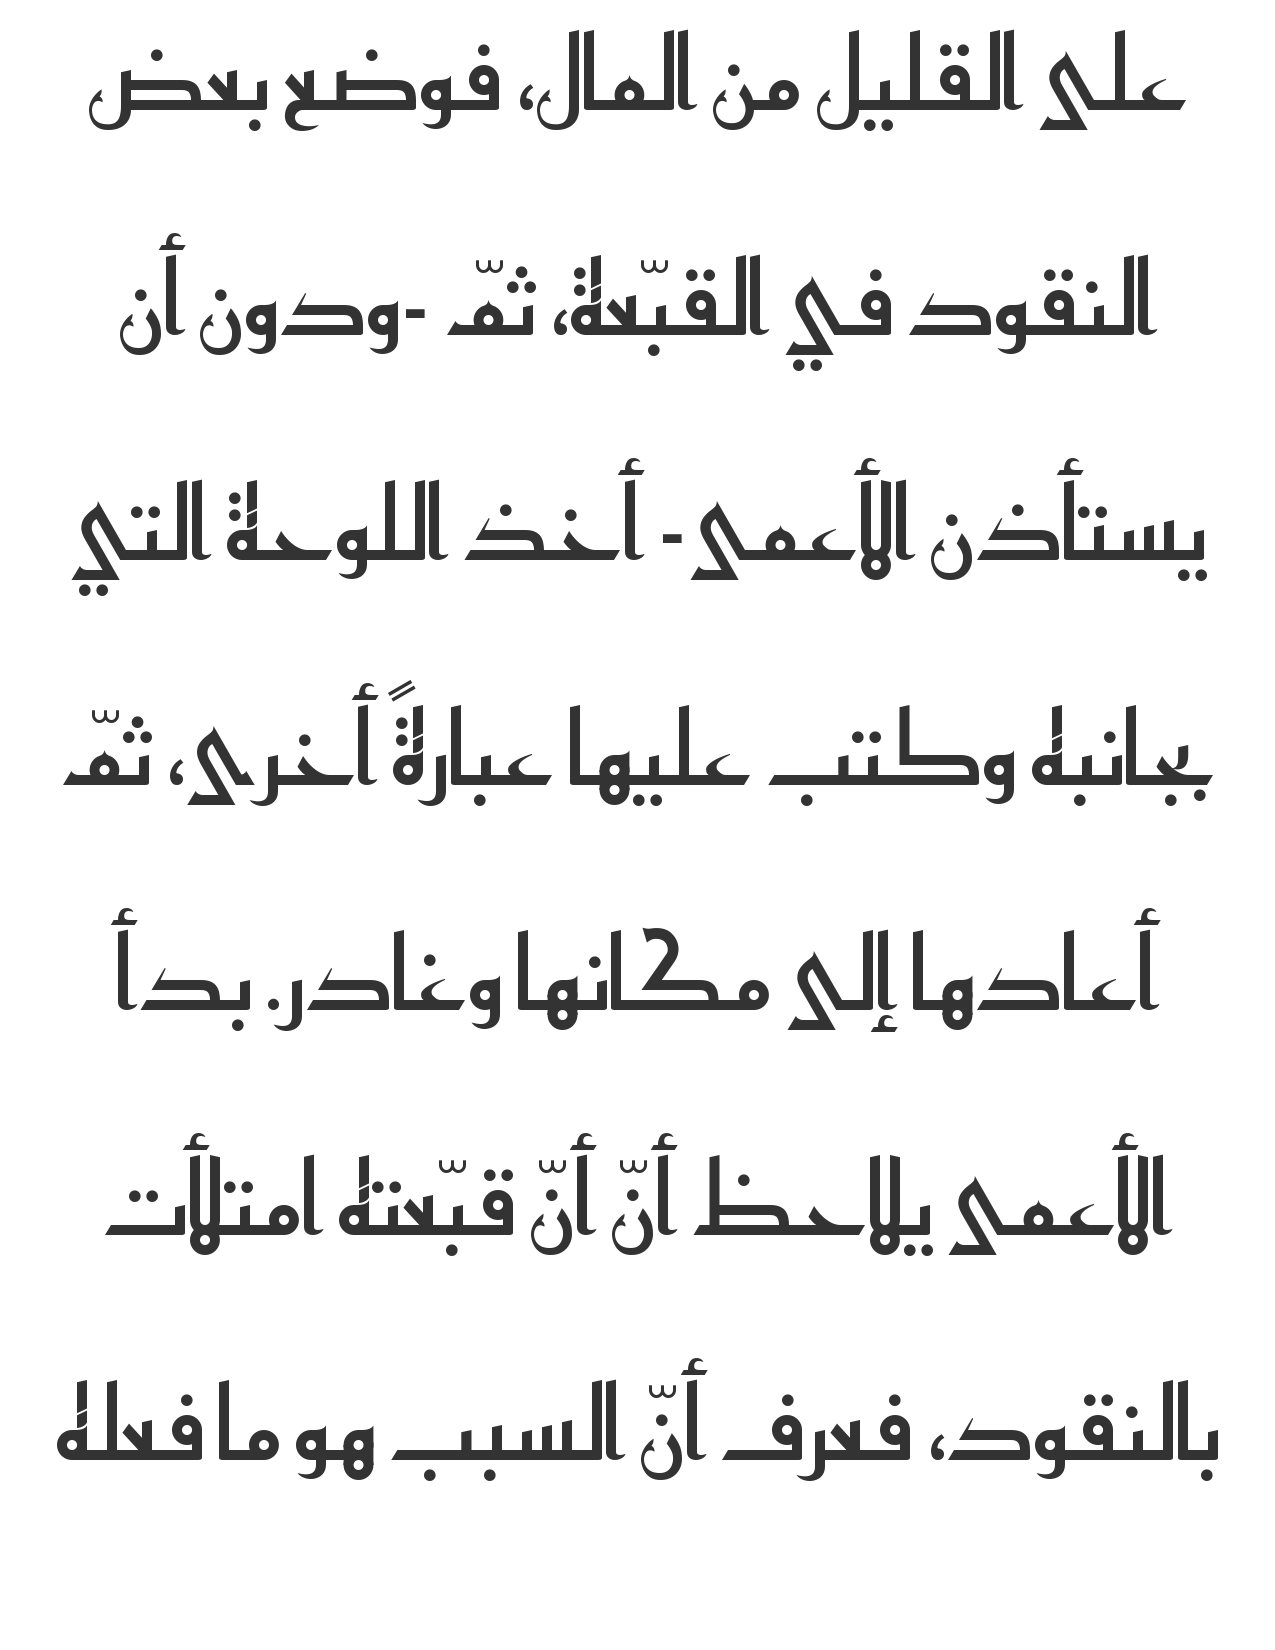 على القليل من المال، فوضع بعض
النقود في القبّعة، ثمّ -ودون أن
يستأذن الأعمى- أخذ اللوحة التي
بجانبه وكتب عليها عبارةً أخرى، ثمّ
أعادها إلى مكانها وغادر. بدأ
الأعمى يلاحظ أنّ أنّ قبّعته امتلأت
بالنقود، فعرف أنّ السبب هو ما فعله